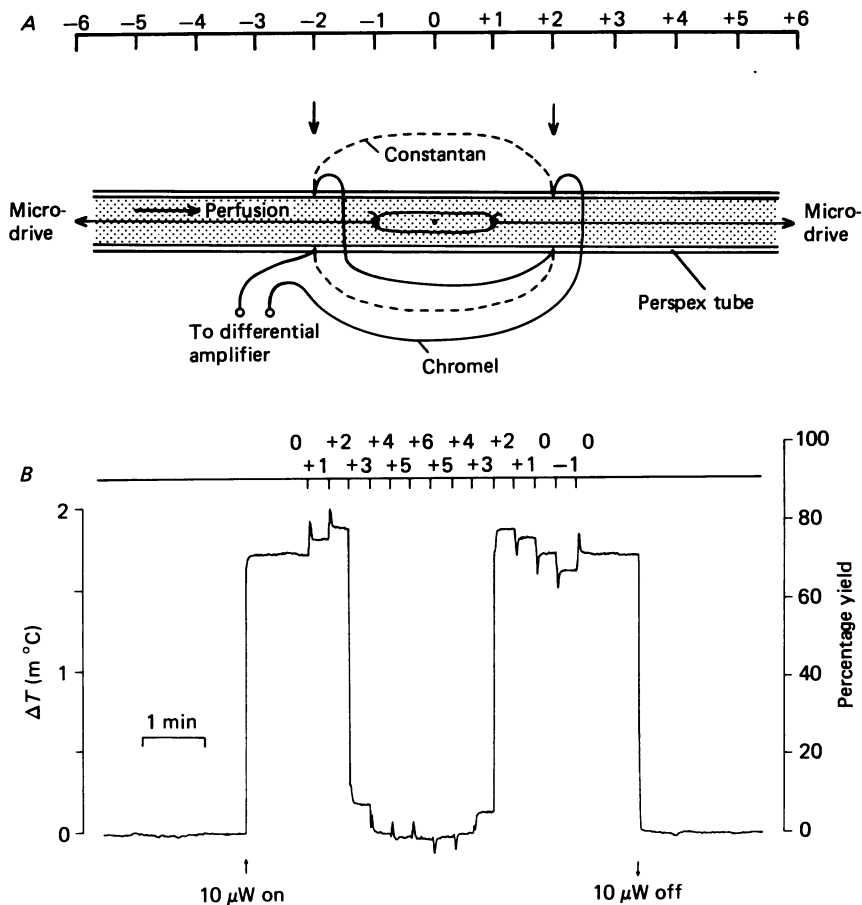 A
−6 −5 −4 −3 −2 −1 0 +1 +2 +3 +4 +5 +6
Constantan
Micro-
drive
Perfusion
Micro-
drive
To differential
amplifier
Chromel
Perspex tube
B
0 +2 +4 +6 +4 +2 0 0
+1 +3 +5 +5 +3 +1 −1
2
1
0
ΔT (m °C)
1 min
100
80
60
40
20
0
Percentage yield
10 μW on
10 μW off